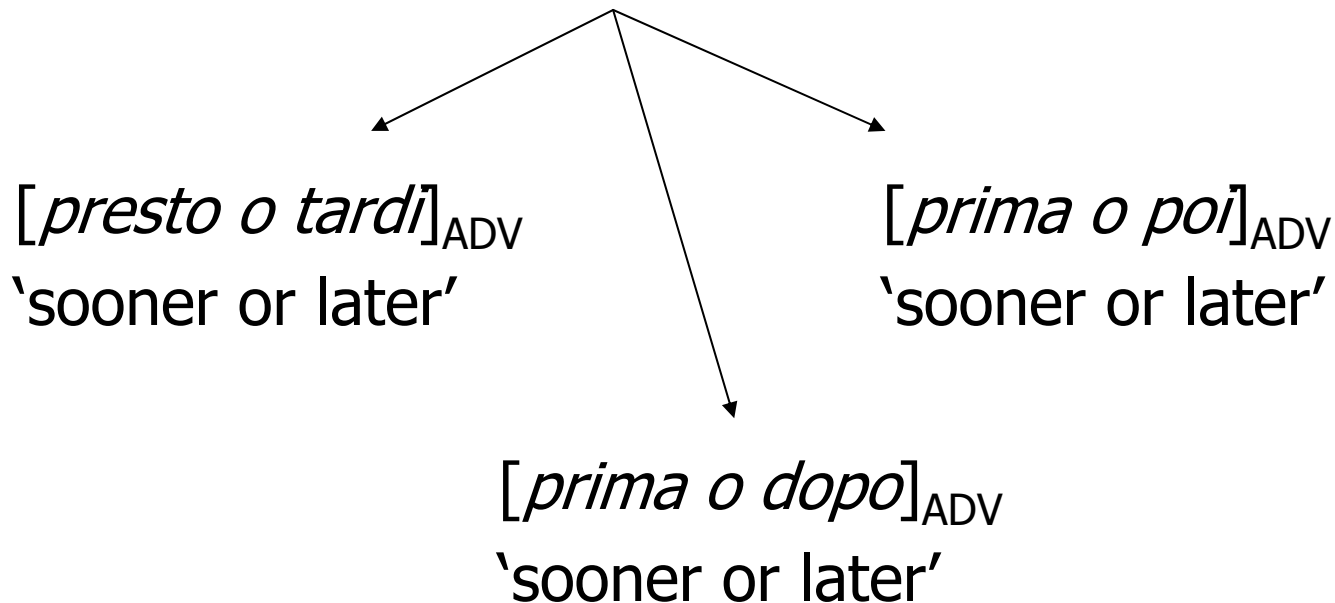 [presto o tardi]ADV
‘sooner or later’
[prima o poi]ADV
‘sooner or later’
[prima o dopo]ADV
‘sooner or later’